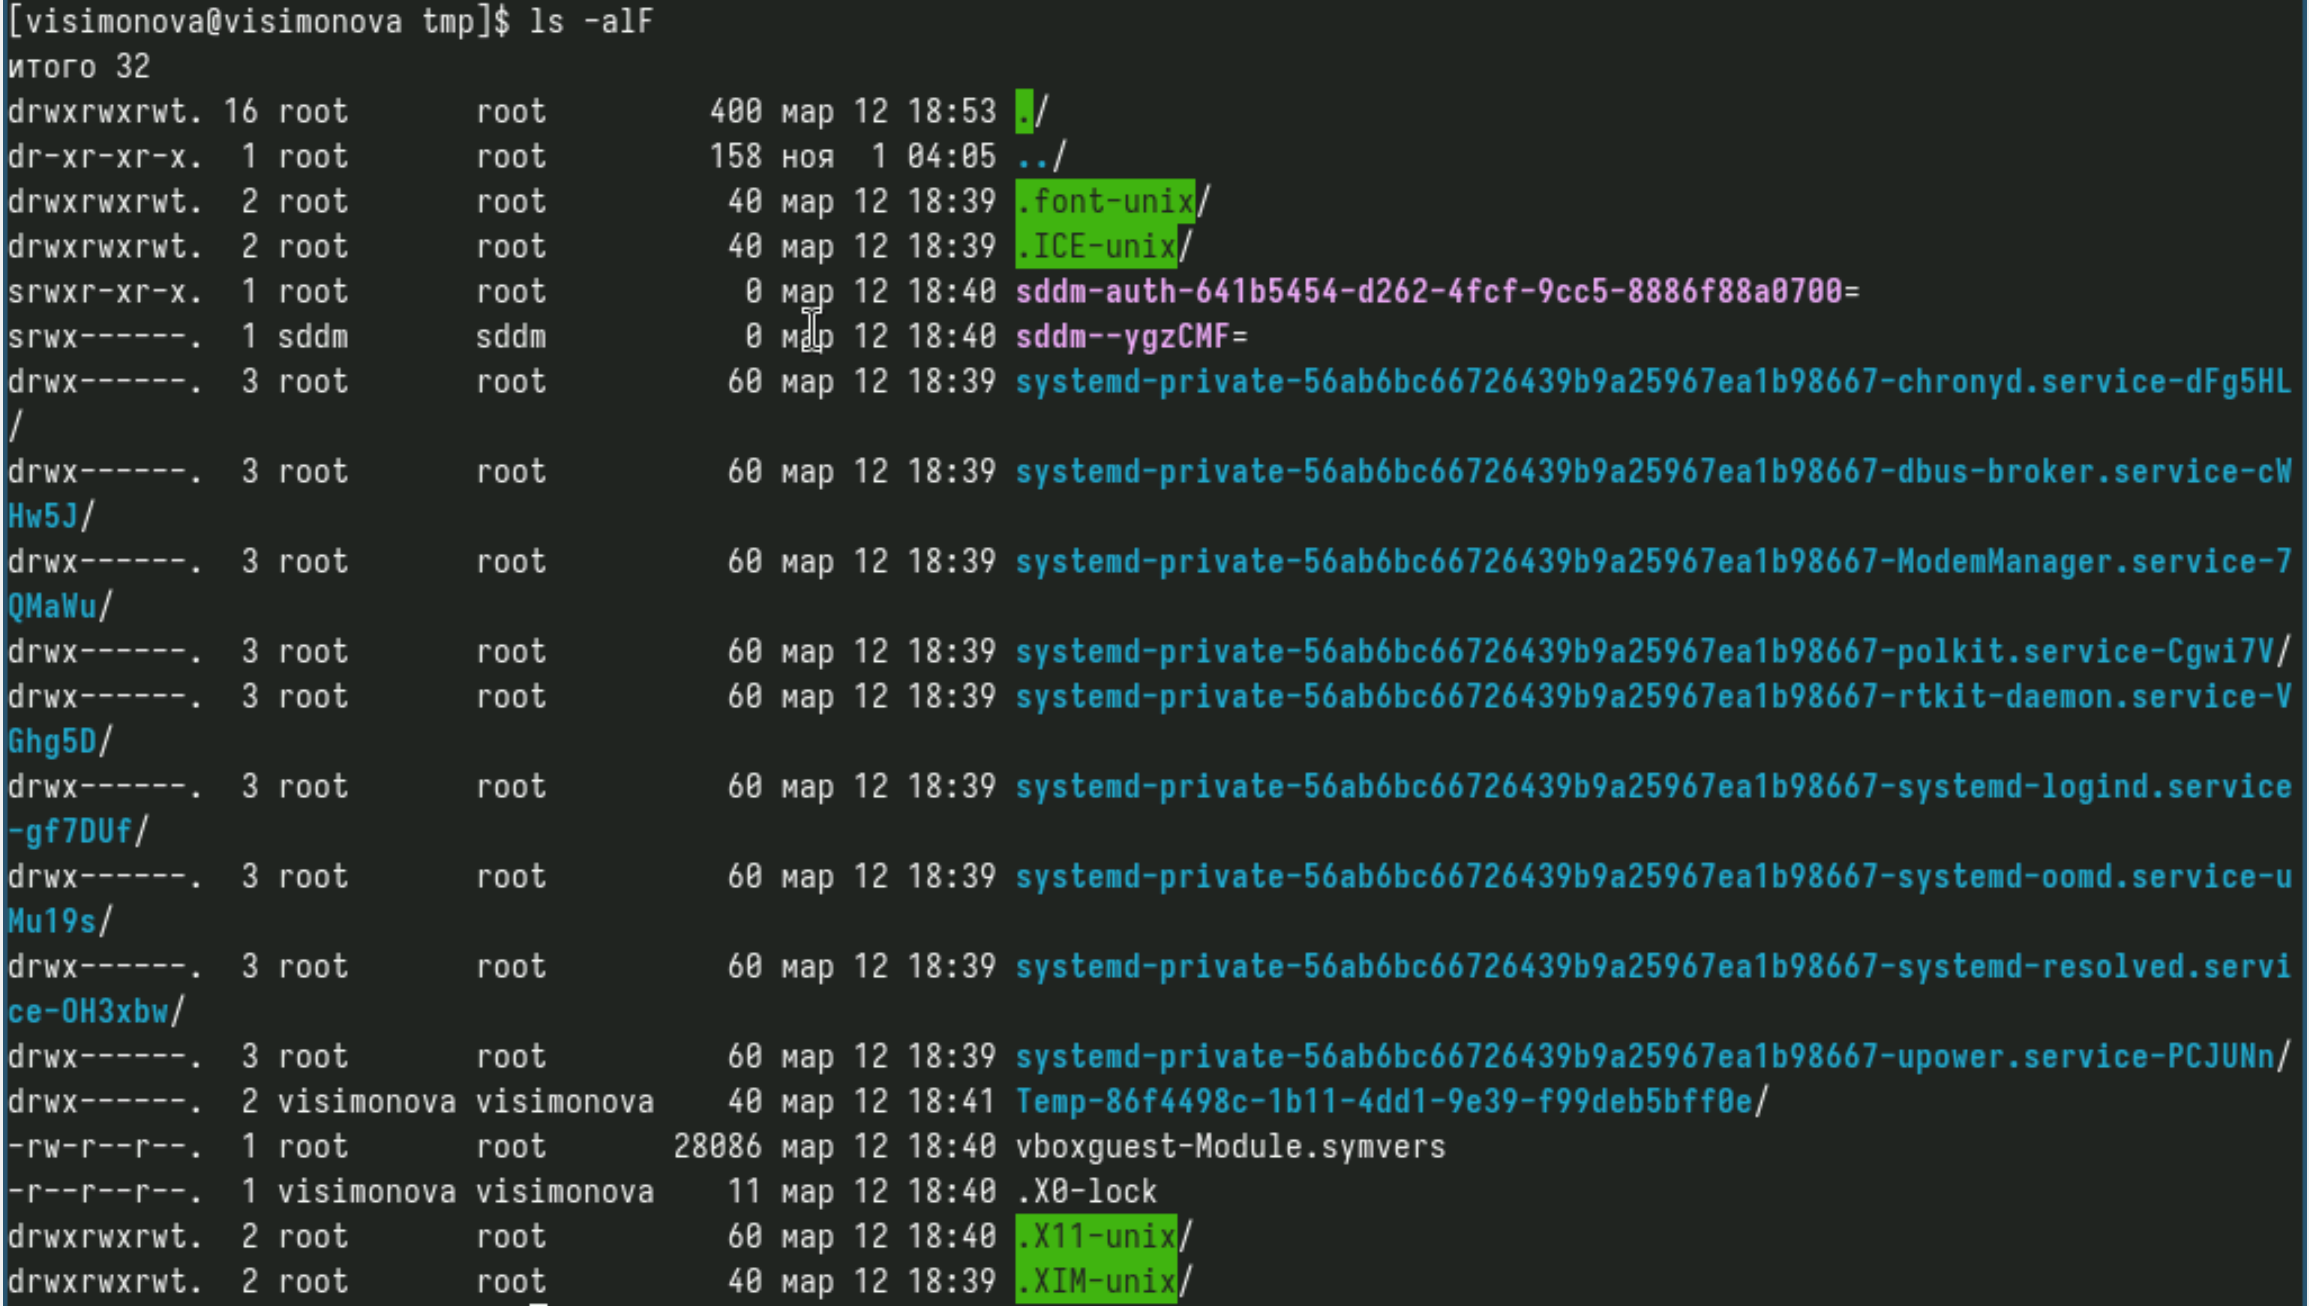 [visimonova@visimonova tmp]$ ls -alF
итого 32
drwxrwxrwt. 16 root       root         400 мар 12 18:53 ./
dr-xr-xr-x.  1 root       root         158 ноя  1 04:05 ../
drwxrwxrwt.  2 root       root          40 мар 12 18:39 .font-unix/
drwxrwxrwt.  2 root       root          40 мар 12 18:39 .ICE-unix/
srwxr-xr-x.  1 root       root           0 мар 12 18:40 sddm-auth-641b5454-d262-4fcf-9cc5-8886f88a0700=
srwx------.  1 sddm       sddm           0 мар 12 18:40 sddm--ygzCMF=
drwx------.  3 root       root          60 мар 12 18:39 systemd-private-56ab6bc66726439b9a25967ea1b98667-chronyd.service-dFg5HL
/
drwx------.  3 root       root          60 мар 12 18:39 systemd-private-56ab6bc66726439b9a25967ea1b98667-dbus-broker.service-cW
Hw5J/
drwx------.  3 root       root          60 мар 12 18:39 systemd-private-56ab6bc66726439b9a25967ea1b98667-ModemManager.service-7
QMaWu/
drwx------.  3 root       root          60 мар 12 18:39 systemd-private-56ab6bc66726439b9a25967ea1b98667-polkit.service-Cgwi7V/
drwx------.  3 root       root          60 мар 12 18:39 systemd-private-56ab6bc66726439b9a25967ea1b98667-rtkit-daemon.service-V
Ghg5D/
drwx------.  3 root       root          60 мар 12 18:39 systemd-private-56ab6bc66726439b9a25967ea1b98667-systemd-logind.service
-gf7DUf/
drwx------.  3 root       root          60 мар 12 18:39 systemd-private-56ab6bc66726439b9a25967ea1b98667-systemd-oomd.service-u
Mu19s/
drwx------.  3 root       root          60 мар 12 18:39 systemd-private-56ab6bc66726439b9a25967ea1b98667-systemd-resolved.servi
ce-OH3xbw/
drwx------.  3 root       root          60 мар 12 18:39 systemd-private-56ab6bc66726439b9a25967ea1b98667-upower.service-PCJUNn/
drwx------.  2 visimonova visimonova    40 мар 12 18:41 Temp-86f4498c-1b11-4dd1-9e39-f99deb5bff0e/
-rw-r--r--.  1 root       root       28086 мар 12 18:40 vboxguest-Module.symvers
-r--r--r--.  1 visimonova visimonova    11 мар 12 18:40 .X0-lock
drwxrwxrwt.  2 root       root          60 мар 12 18:40 .X11-unix/
drwxrwxrwt.  2 root       root          40 мар 12 18:39 .XIM-unix/